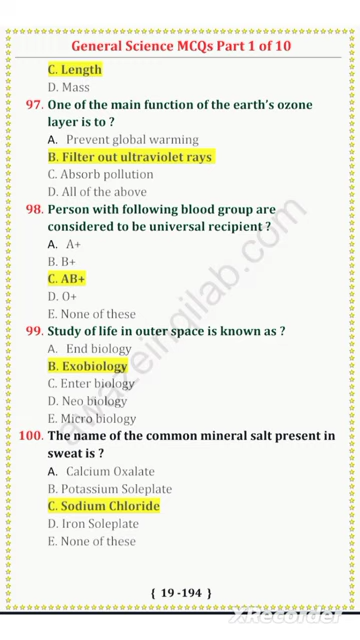 General Science MCQs Part 1 of 10
C. Length
D. Mass
97. One of the main function of the earth's ozone
layer is to ?
A. Prevent global warming
B. Filter out ultraviolet rays
C. Absorb pollution
D. All of the above
98. Person with following blood group are
considered to be universal recipient ?
A. A+
B. B+
C. AB+
D. O+
E. None of these
99. Study of life in outer space is known as ?
A. End biology
B. Exobiology
C. Enter biology
D. Neo biology
E. Micro biology
100. The name of the common mineral salt present in
sweat is ?
A. Calcium Oxalate
B. Potassium Soleplate
C. Sodium Chloride
D. Iron Soleplate
E. None of these
{ 19 -194 }
XRecorder